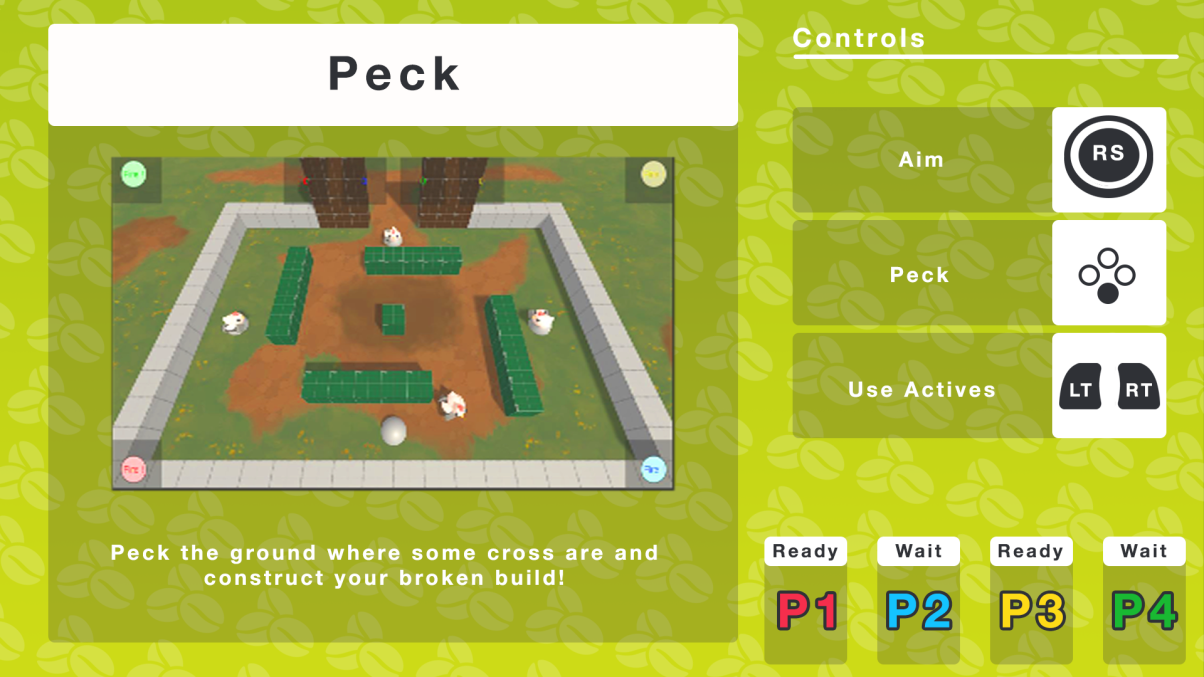 Peck
Peck the ground where some cross are and
construct your broken build!
Controls
Aim
RS
Peck
Use Actives
LT RT
Ready
P1
Wait
P2
Ready
P3
Wait
P4